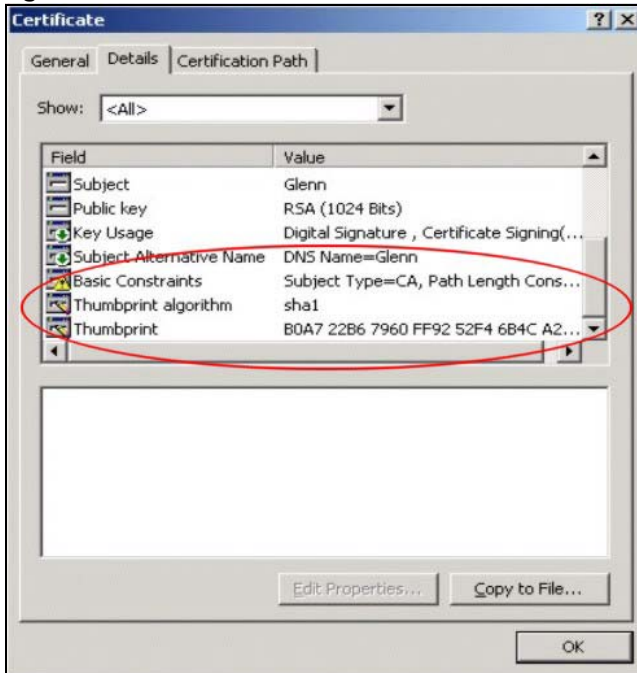 Certificate
General Details Certification Path
Show: <All>
Field Value
Subject Glenn
Public key RSA (1024 Bits)
Key Usage Digital Signature , Certificate Signing(...
Subject Alternative Name DNS Name=Glenn
Basic Constraints Subject Type=CA, Path Length Cons...
Thumbprint algorithm sha1
Thumbprint B0A7 22B6 7960 FF92 52F4 6B4C A2...
Edit Properties... Copy to File...
OK